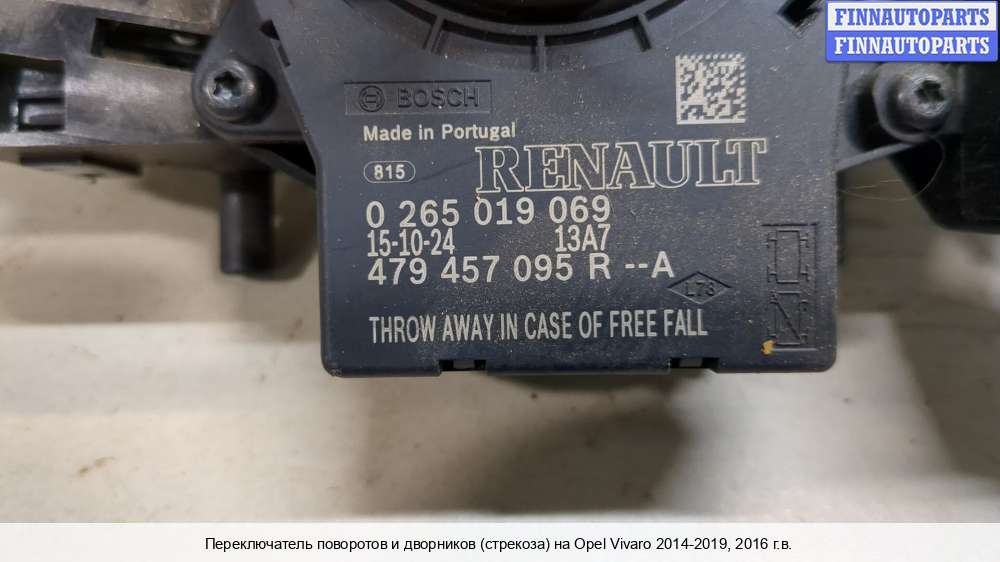 FINNAUTOPARTS
FINNAUTOPARTS
BOSCH
Made in Portugal
815
RENAULT
0 265 019 069
15-10-24 13A7
479 457 095 R --A
L78
THROW AWAY IN CASE OF FREE FALL
Переключатель поворотов и дворников (стрекоза) на Opel Vivaro 2014-2019, 2016 г.в.